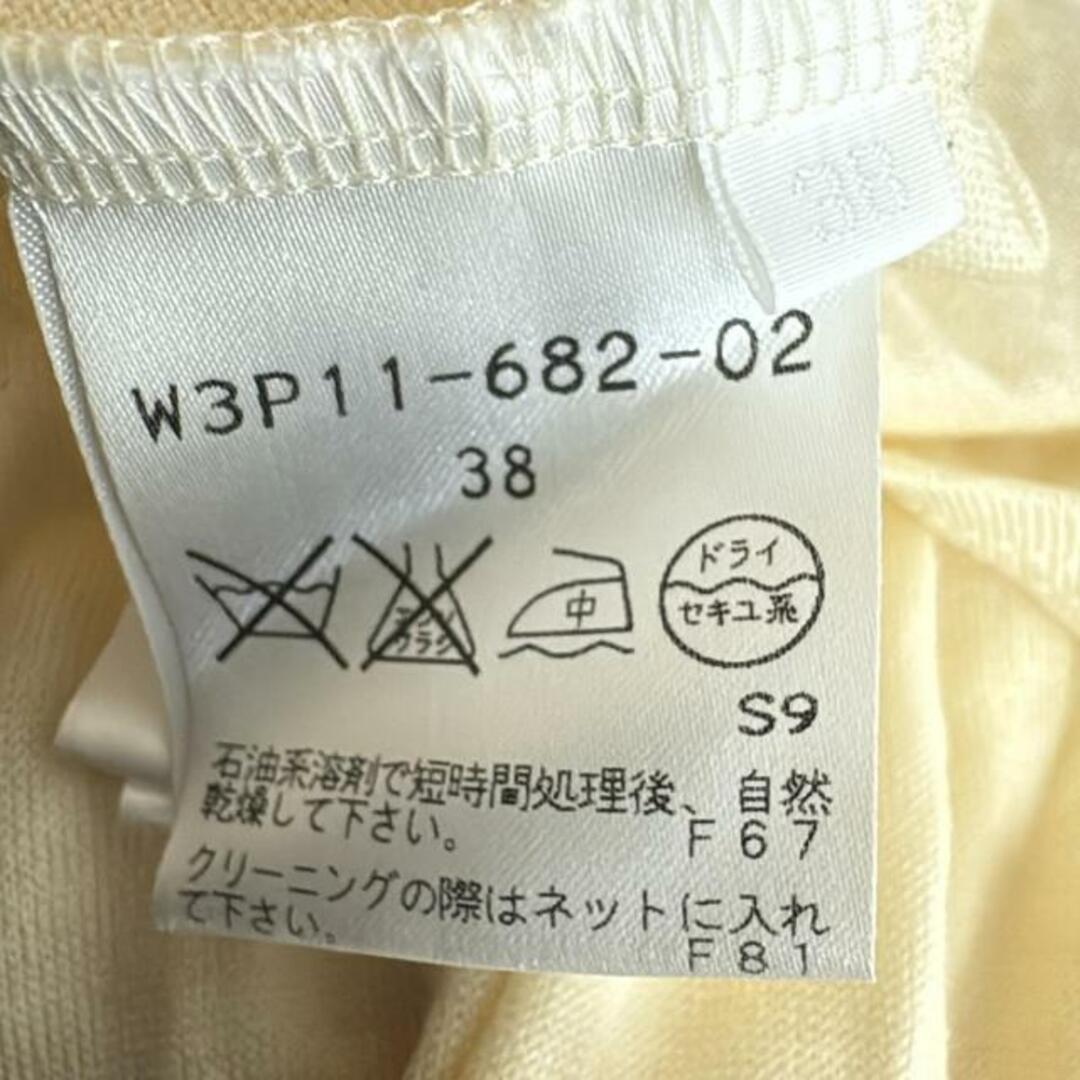 38
W3P11-682-02
38
エンソ
サラシ
中
ドライ
セキユ系
S9
石油系溶剤で短時間処理後、自然
乾燥して下さい。 F67
クリーニングの際はネットに入れ
て下さい。 F81